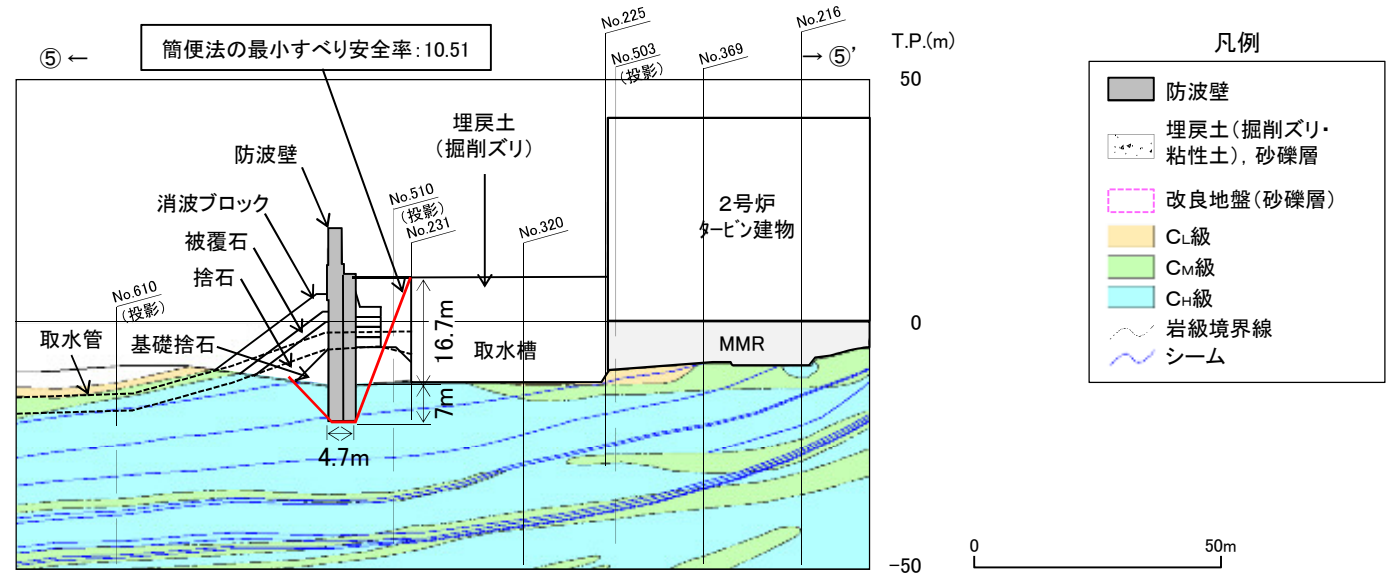 簡便法の最小すべり安全率：10.51
⑤ ←
→ ⑤’
No.225
No.216
No.503
（投影）
No.369
T.P.(m)
50
0
-50
埋戻土
（掘削ズリ）
防波壁
消波ブロック
被覆石
捨石
No.510
（投影）
No.231
No.320
2号炉
タービン建物
No.610
（投影）
取水管
基礎捨石
16.7m
取水槽
MMR
7m
4.7m
凡例
防波壁
埋戻土（掘削ズリ・
粘性土），砂礫層
改良地盤（砂礫層）
CL級
CM級
CH級
岩級境界線
シーム
0
50m